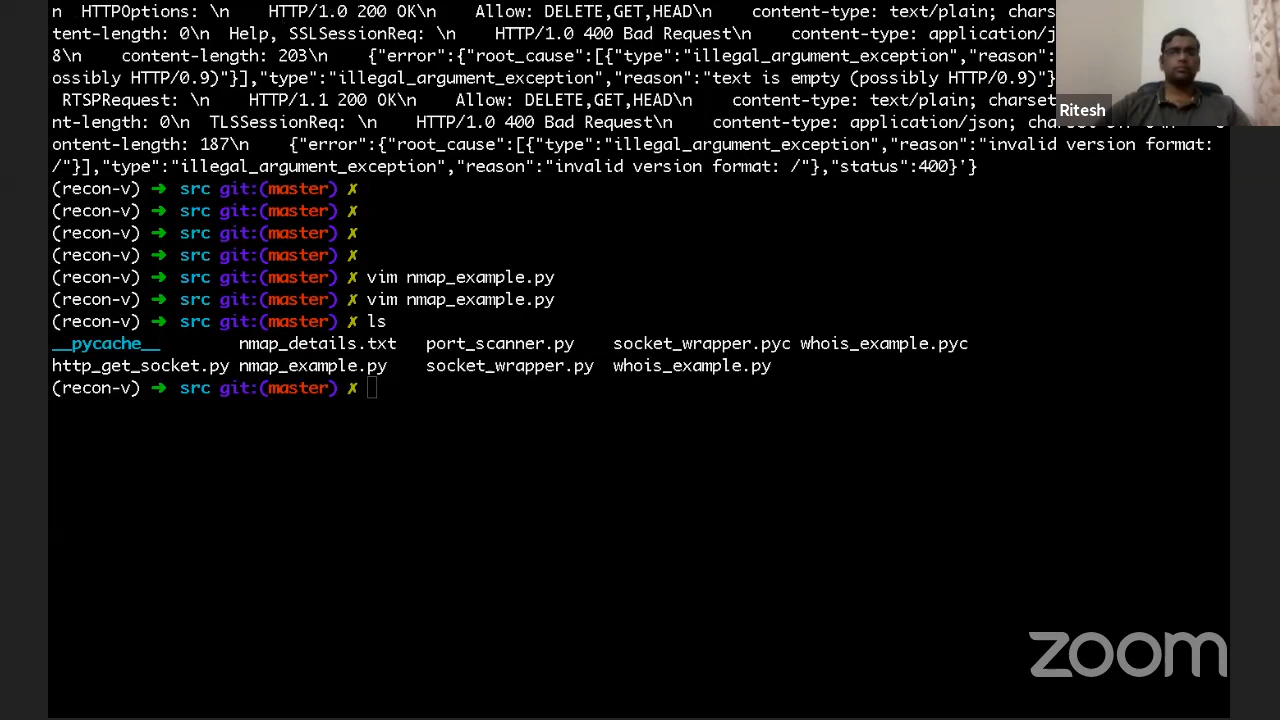 n  HTTPOptions: \n    HTTP/1.0 200 OK\n    Allow: DELETE,GET,HEAD\n    content-type: text/plain; chars
tent-length: 0\n  Help, SSLSessionReq: \n    HTTP/1.0 400 Bad Request\n    content-type: application/j
8\n    content-length: 203\n    {"error":{"root_cause":[{"type":"illegal_argument_exception","reason":
ossibly HTTP/0.9)"}],"type":"illegal_argument_exception","reason":"text is empty (possibly HTTP/0.9)"}
RTSPRequest: \n    HTTP/1.1 200 OK\n    Allow: DELETE,GET,HEAD\n    content-type: text/plain; charset
Ritesh
nt-length: 0\n  TLSSessionReq: \n    HTTP/1.0 400 Bad Request\n    content-type: application/json;
ontent-length: 187\n    {"error":{"root_cause":[{"type":"illegal_argument_exception","reason":"invalid version format:
/"}],"type":"illegal_argument_exception","reason":"invalid version format: /"},"status":400}'}
(recon-v) ➜ src git:(master) ✗
(recon-v) ➜ src git:(master) ✗
(recon-v) ➜ src git:(master) ✗
(recon-v) ➜ src git:(master) ✗
(recon-v) ➜ src git:(master) ✗ vim nmap_example.py
(recon-v) ➜ src git:(master) ✗ vim nmap_example.py
(recon-v) ➜ src git:(master) ✗ ls
__pycache__ nmap_details.txt port_scanner.py socket_wrapper.pyc whois_example.pyc
http_get_socket.py nmap_example.py socket_wrapper.py whois_example.py
(recon-v) ➜ src git:(master) ✗
zoom